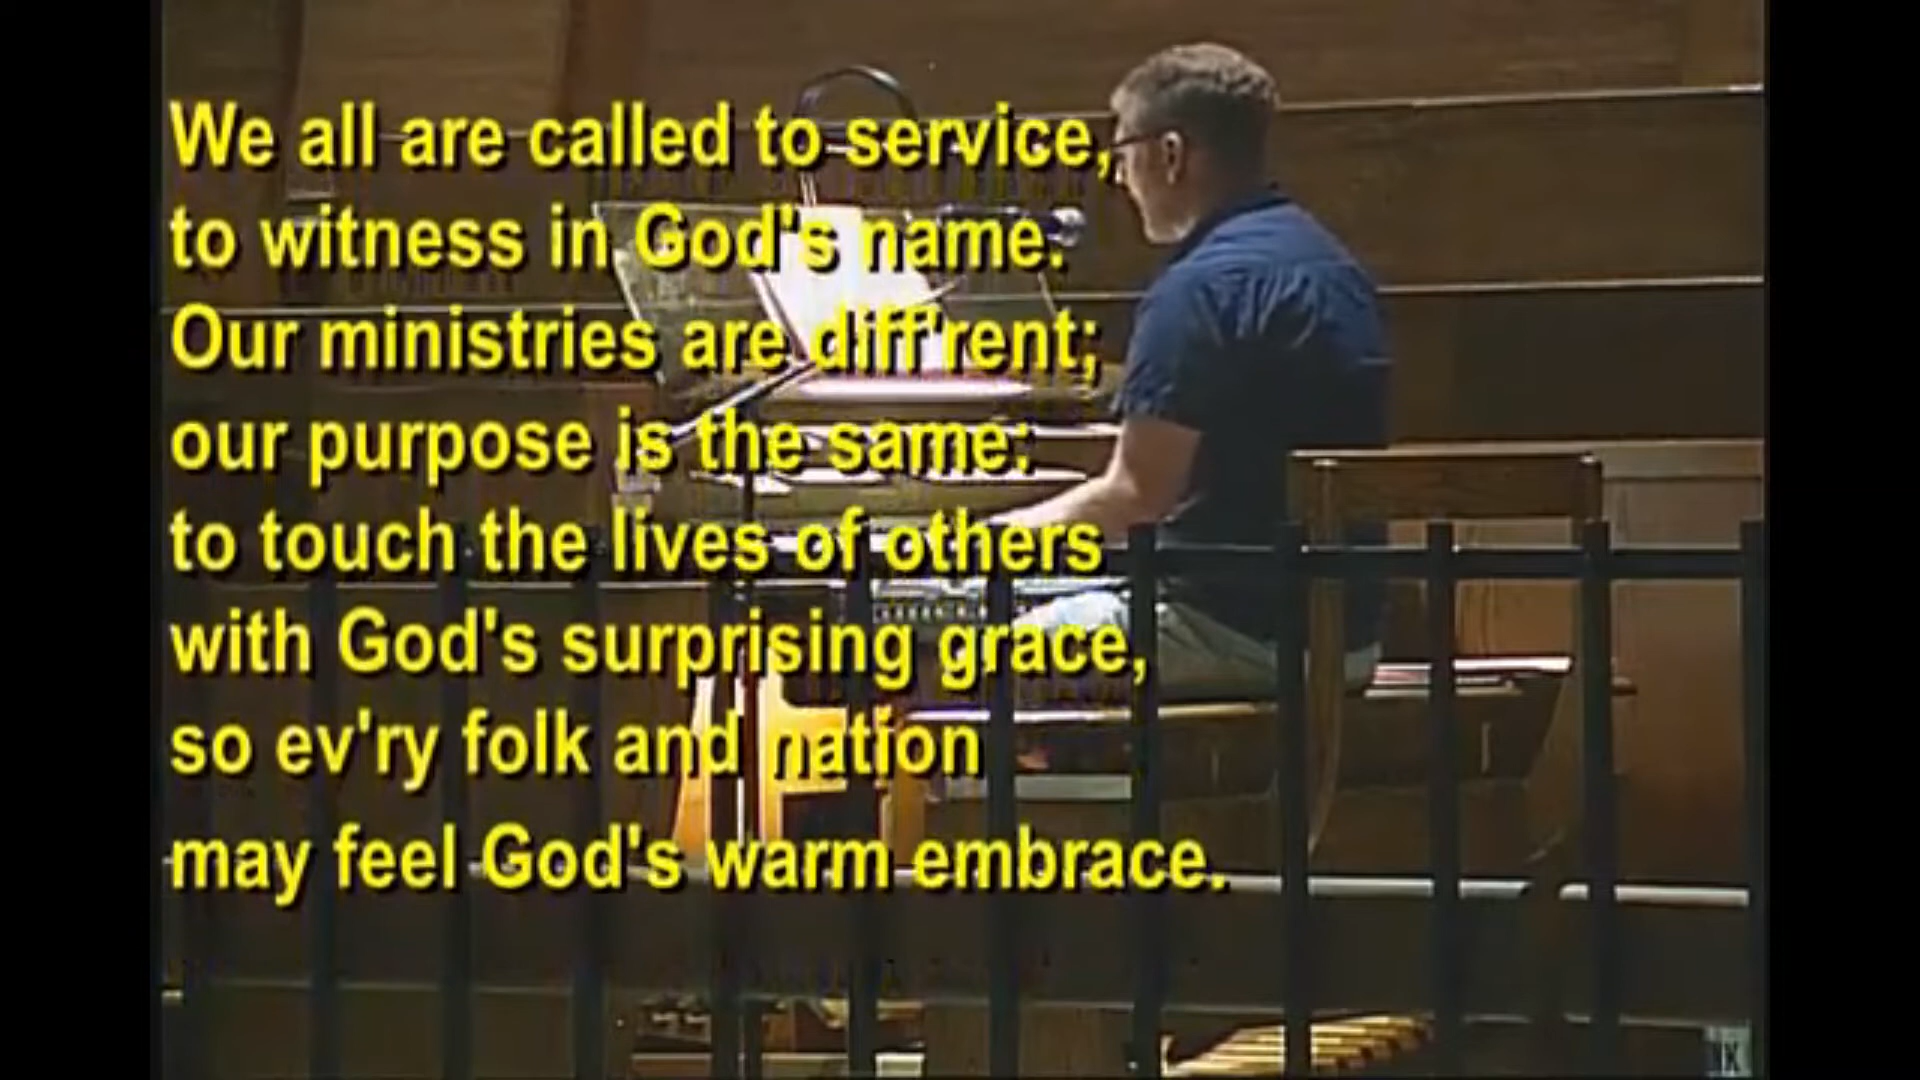 We all are called to service,
to witness in God's name.
Our ministries are diff'rent;
our purpose is the same:
to touch the lives of others
with God's surprising grace,
so ev'ry folk and nation
may feel God's warm embrace.